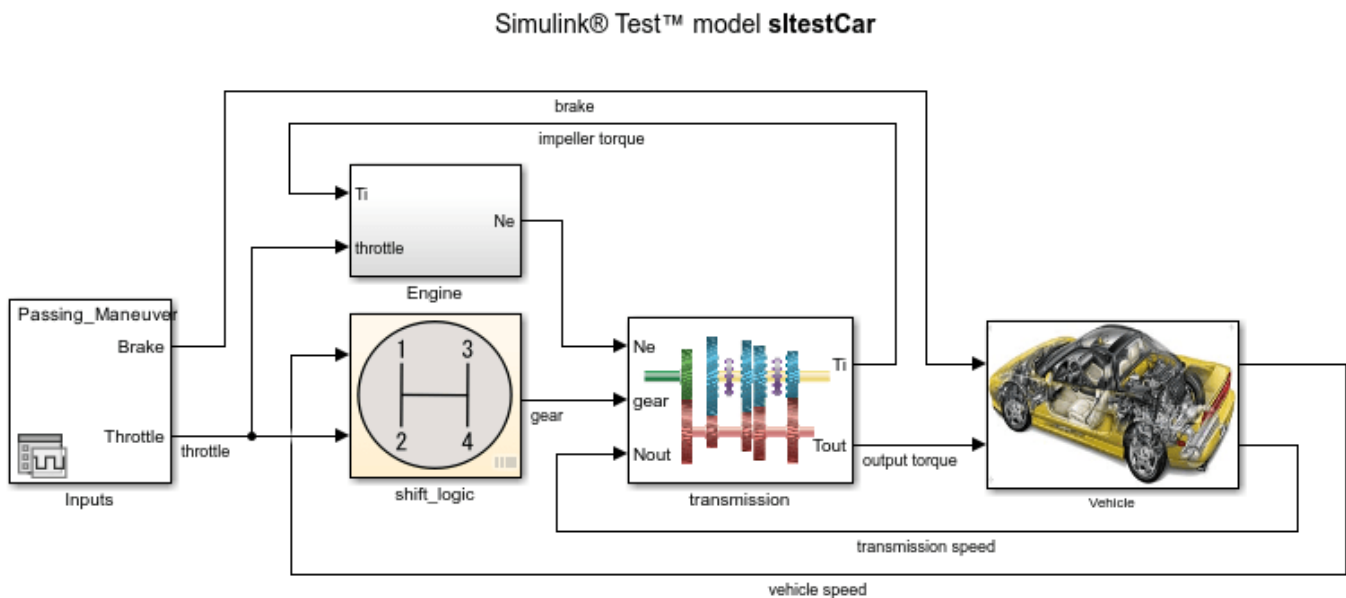 Simulink® Test™ model sltestCar
brake
impeller torque
Ti
throttle
Ne
Engine
Passing_Maneuver
Brake
Throttle
throttle
Inputs
1 3
2 4
shift_logic
gear
Ne
gear
Nout
Ti
Tout
transmission
output torque
Vehicle
transmission speed
vehicle speed